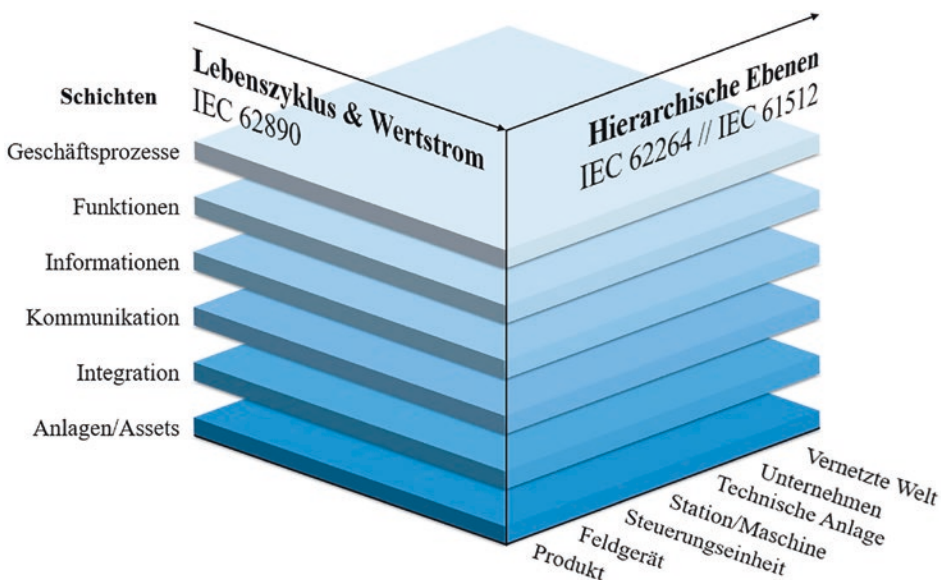 Lebenszyklus & Wertstrom
IEC 62890
Hierarchische Ebenen
IEC 62264 // IEC 61512
Schichten
Geschäftsprozesse
Funktionen
Informationen
Kommunikation
Integration
Anlagen/Assets
Vernetzte Welt
Unternehmen
Technische Anlage
Station/Maschine
Steuerungseinheit
Feldgerät
Produkt